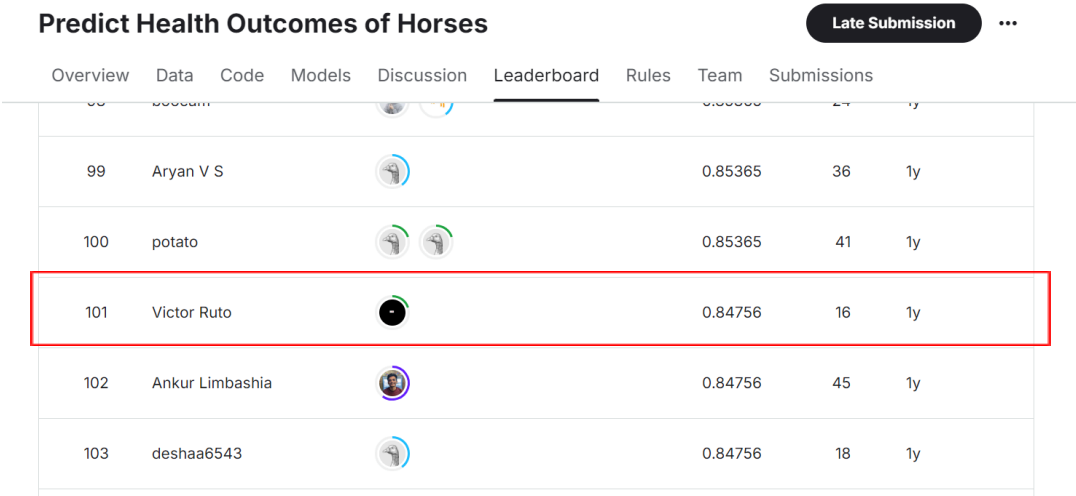 Predict Health Outcomes of Horses
Late Submission
Overview Data Code Models Discussion Leaderboard Rules Team Submissions
99 Aryan V S 0.85365 36 1y
100 potato 0.85365 41 1y
101 Victor Ruto 0.84756 16 1y
102 Ankur Limbashia 0.84756 45 1y
103 deshaa6543 0.84756 18 1y